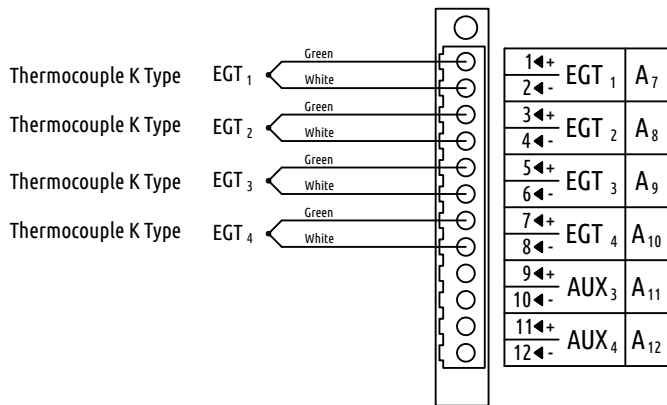 Green
Thermocouple K Type EGT 1
White
Green
Thermocouple K Type EGT 2
White
Green
Thermocouple K Type EGT 3
White
Green
Thermocouple K Type EGT 4
White
1◀+ EGT 1 A7
2◀-
3◀+ EGT 2 A8
4◀-
5◀+ EGT 3 A9
6◀-
7◀+ EGT 4 A10
8◀-
9◀+ AUX3 A11
10◀-
11◀+ AUX4 A12
12◀-